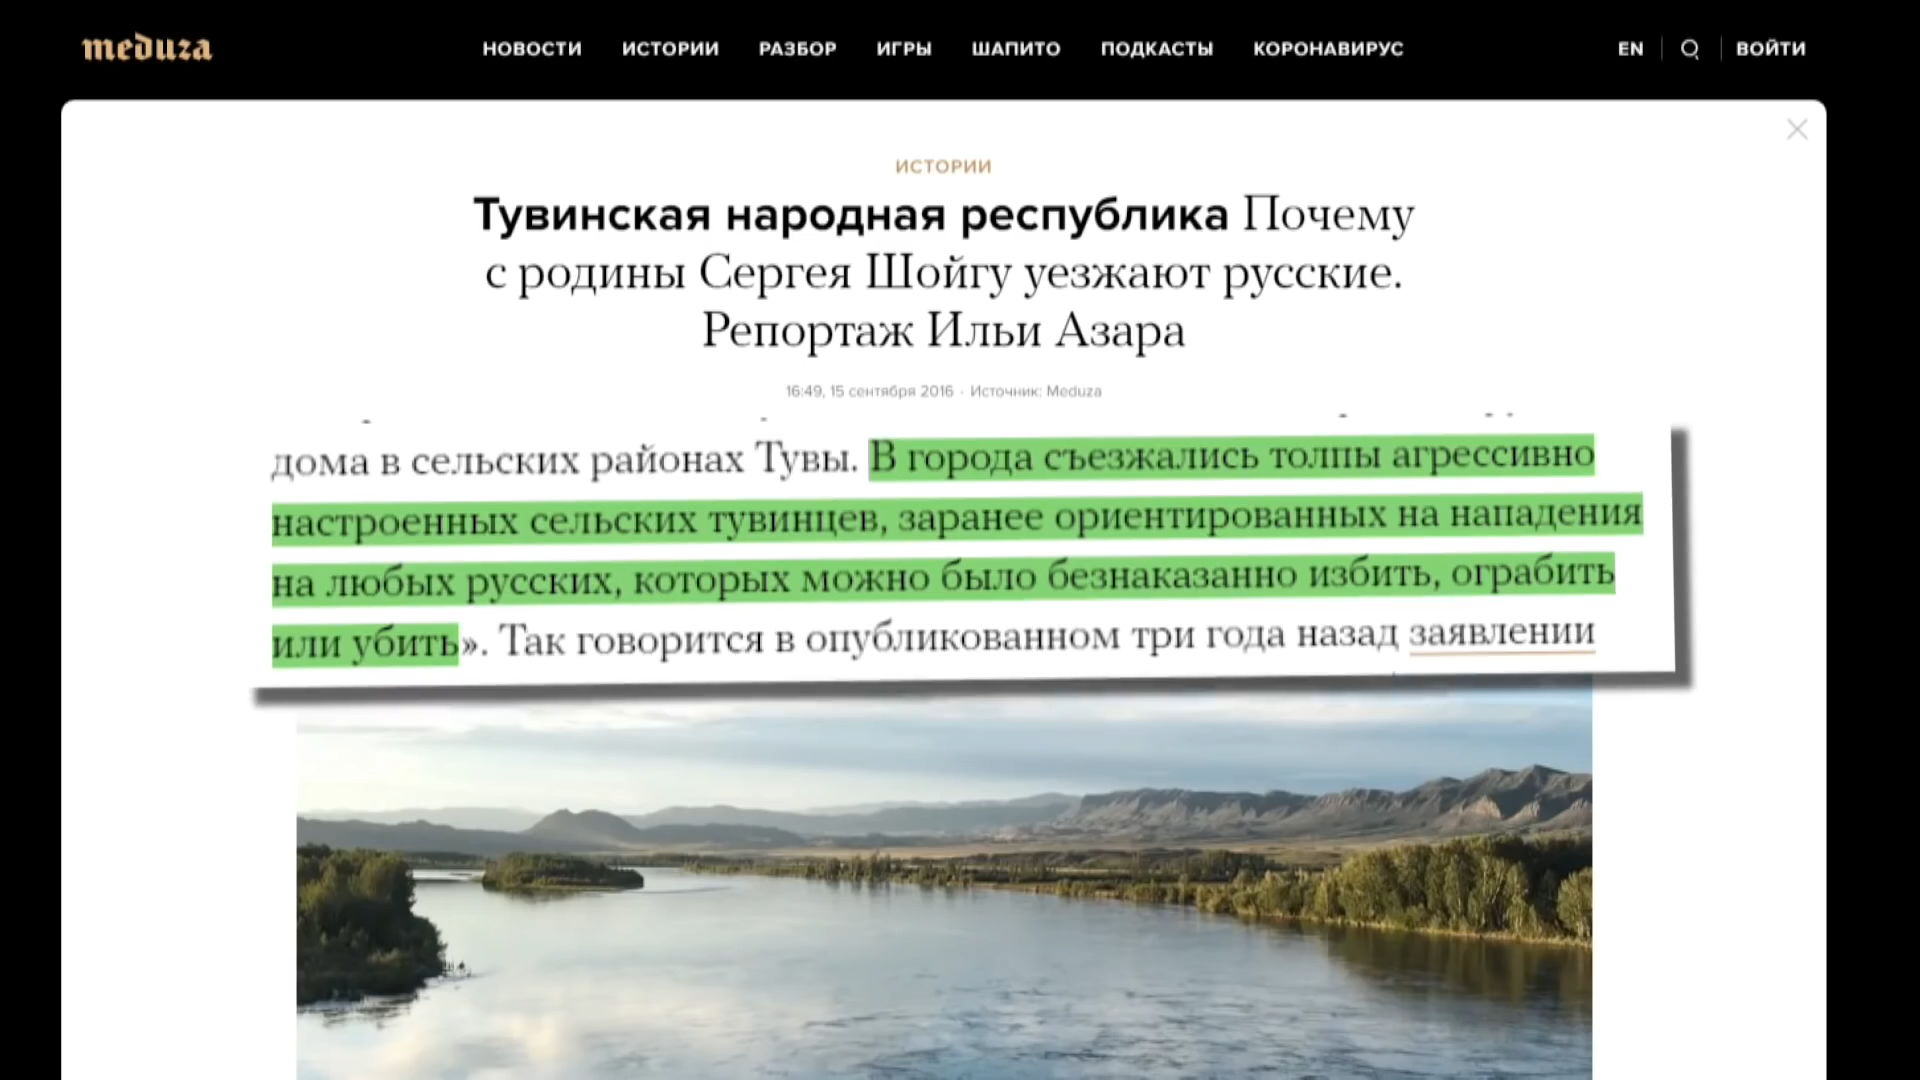 meduza
НОВОСТИ ИСТОРИИ РАЗБОР ИГРЫ ШАПИТО ПОДКАСТЫ КОРОНАВИРУС EN ВОЙТИ
ИСТОРИИ
Тувинская народная республика Почему
с родины Сергея Шойгу уезжают русские.
Репортаж Ильи Азара
16:49, 15 сентября 2016 · Источник: Meduza
дома в сельских районах Тувы. В города съезжались толпы агрессивно
настроенных сельских тувинцев, заранее ориентированных на нападения
на любых русских, которых можно было безнаказанно избить, ограбить
или убить». Так говорится в опубликованном три года назад заявлении